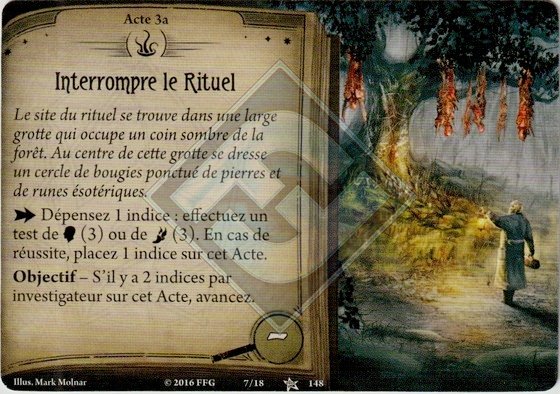 Acte 3a
Interrompre le Rituel
Le site du rituel se trouve dans une large
grotte qui occupe un coin sombre de la
forêt. Au centre de cette grotte se dresse
un cercle de bougies ponctué de pierres et
de runes ésotériques.
Dépensez 1 indice : effectuez un
test de (3) ou de (3). En cas de
réussite, placez 1 indice sur cet Acte.
Objectif – S'il y a 2 indices par
investigateur sur cet Acte, avancez.
–
Illus. Mark Molnar © 2016 FFG 7/18 148